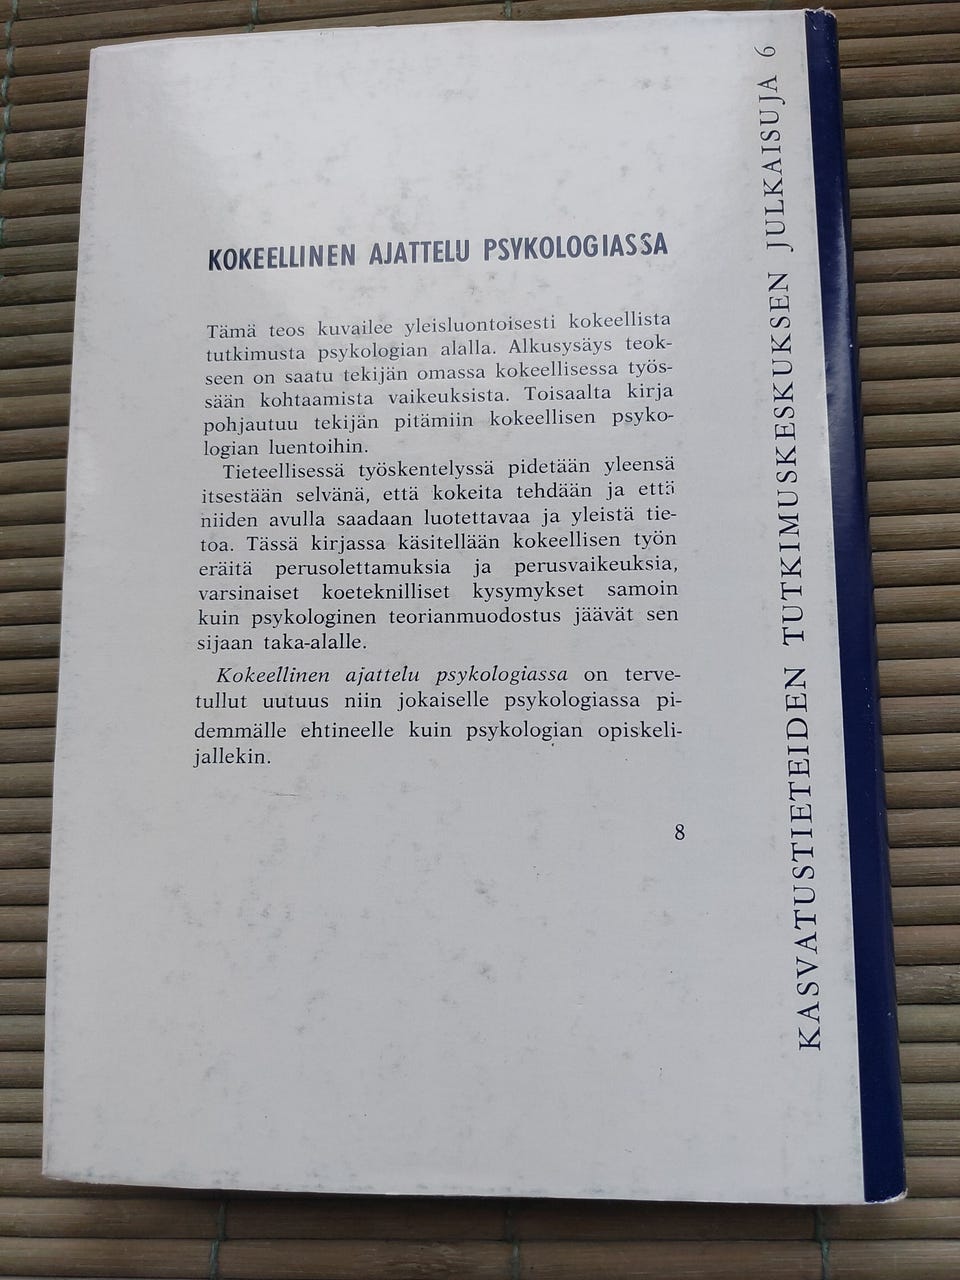 KOKEELLINEN AJATTELU PSYKOLOGIASSA
Tämä teos kuvailee yleisluontoisesti kokeellista
tutkimusta psykologian alalla. Alkusysäys teok-
seen on saatu tekijän omassa kokeellisessa työs-
sään kohtaamista vaikeuksista. Toisaalta kirja
pohjautuu tekijän pitämiin kokeellisen psyko-
logian luentoihin.
Tieteellisessä työskentelyssä pidetään yleensä
itsestään selvänä, että kokeita tehdään ja että
niiden avulla saadaan luotettavaa ja yleistä tie-
toa. Tässä kirjassa käsitellään kokeellisen työn
eräitä perusolettamuksia ja perusvaikeuksia,
varsinaiset koeteknilliset kysymykset samoin
kuin psykologinen teorianmuodostus jäävät sen
sijaan taka-alalle.
Kokeellinen ajattelu psykologiassa on terve-
tullut uutuus niin jokaiselle psykologiassa pi-
demmälle ehtineelle kuin psykologian opiskeli-
jallekin.
8
KASVATUSTIETEIDEN TUTKIMUSKESKUKSEN JULKAISUJA 6